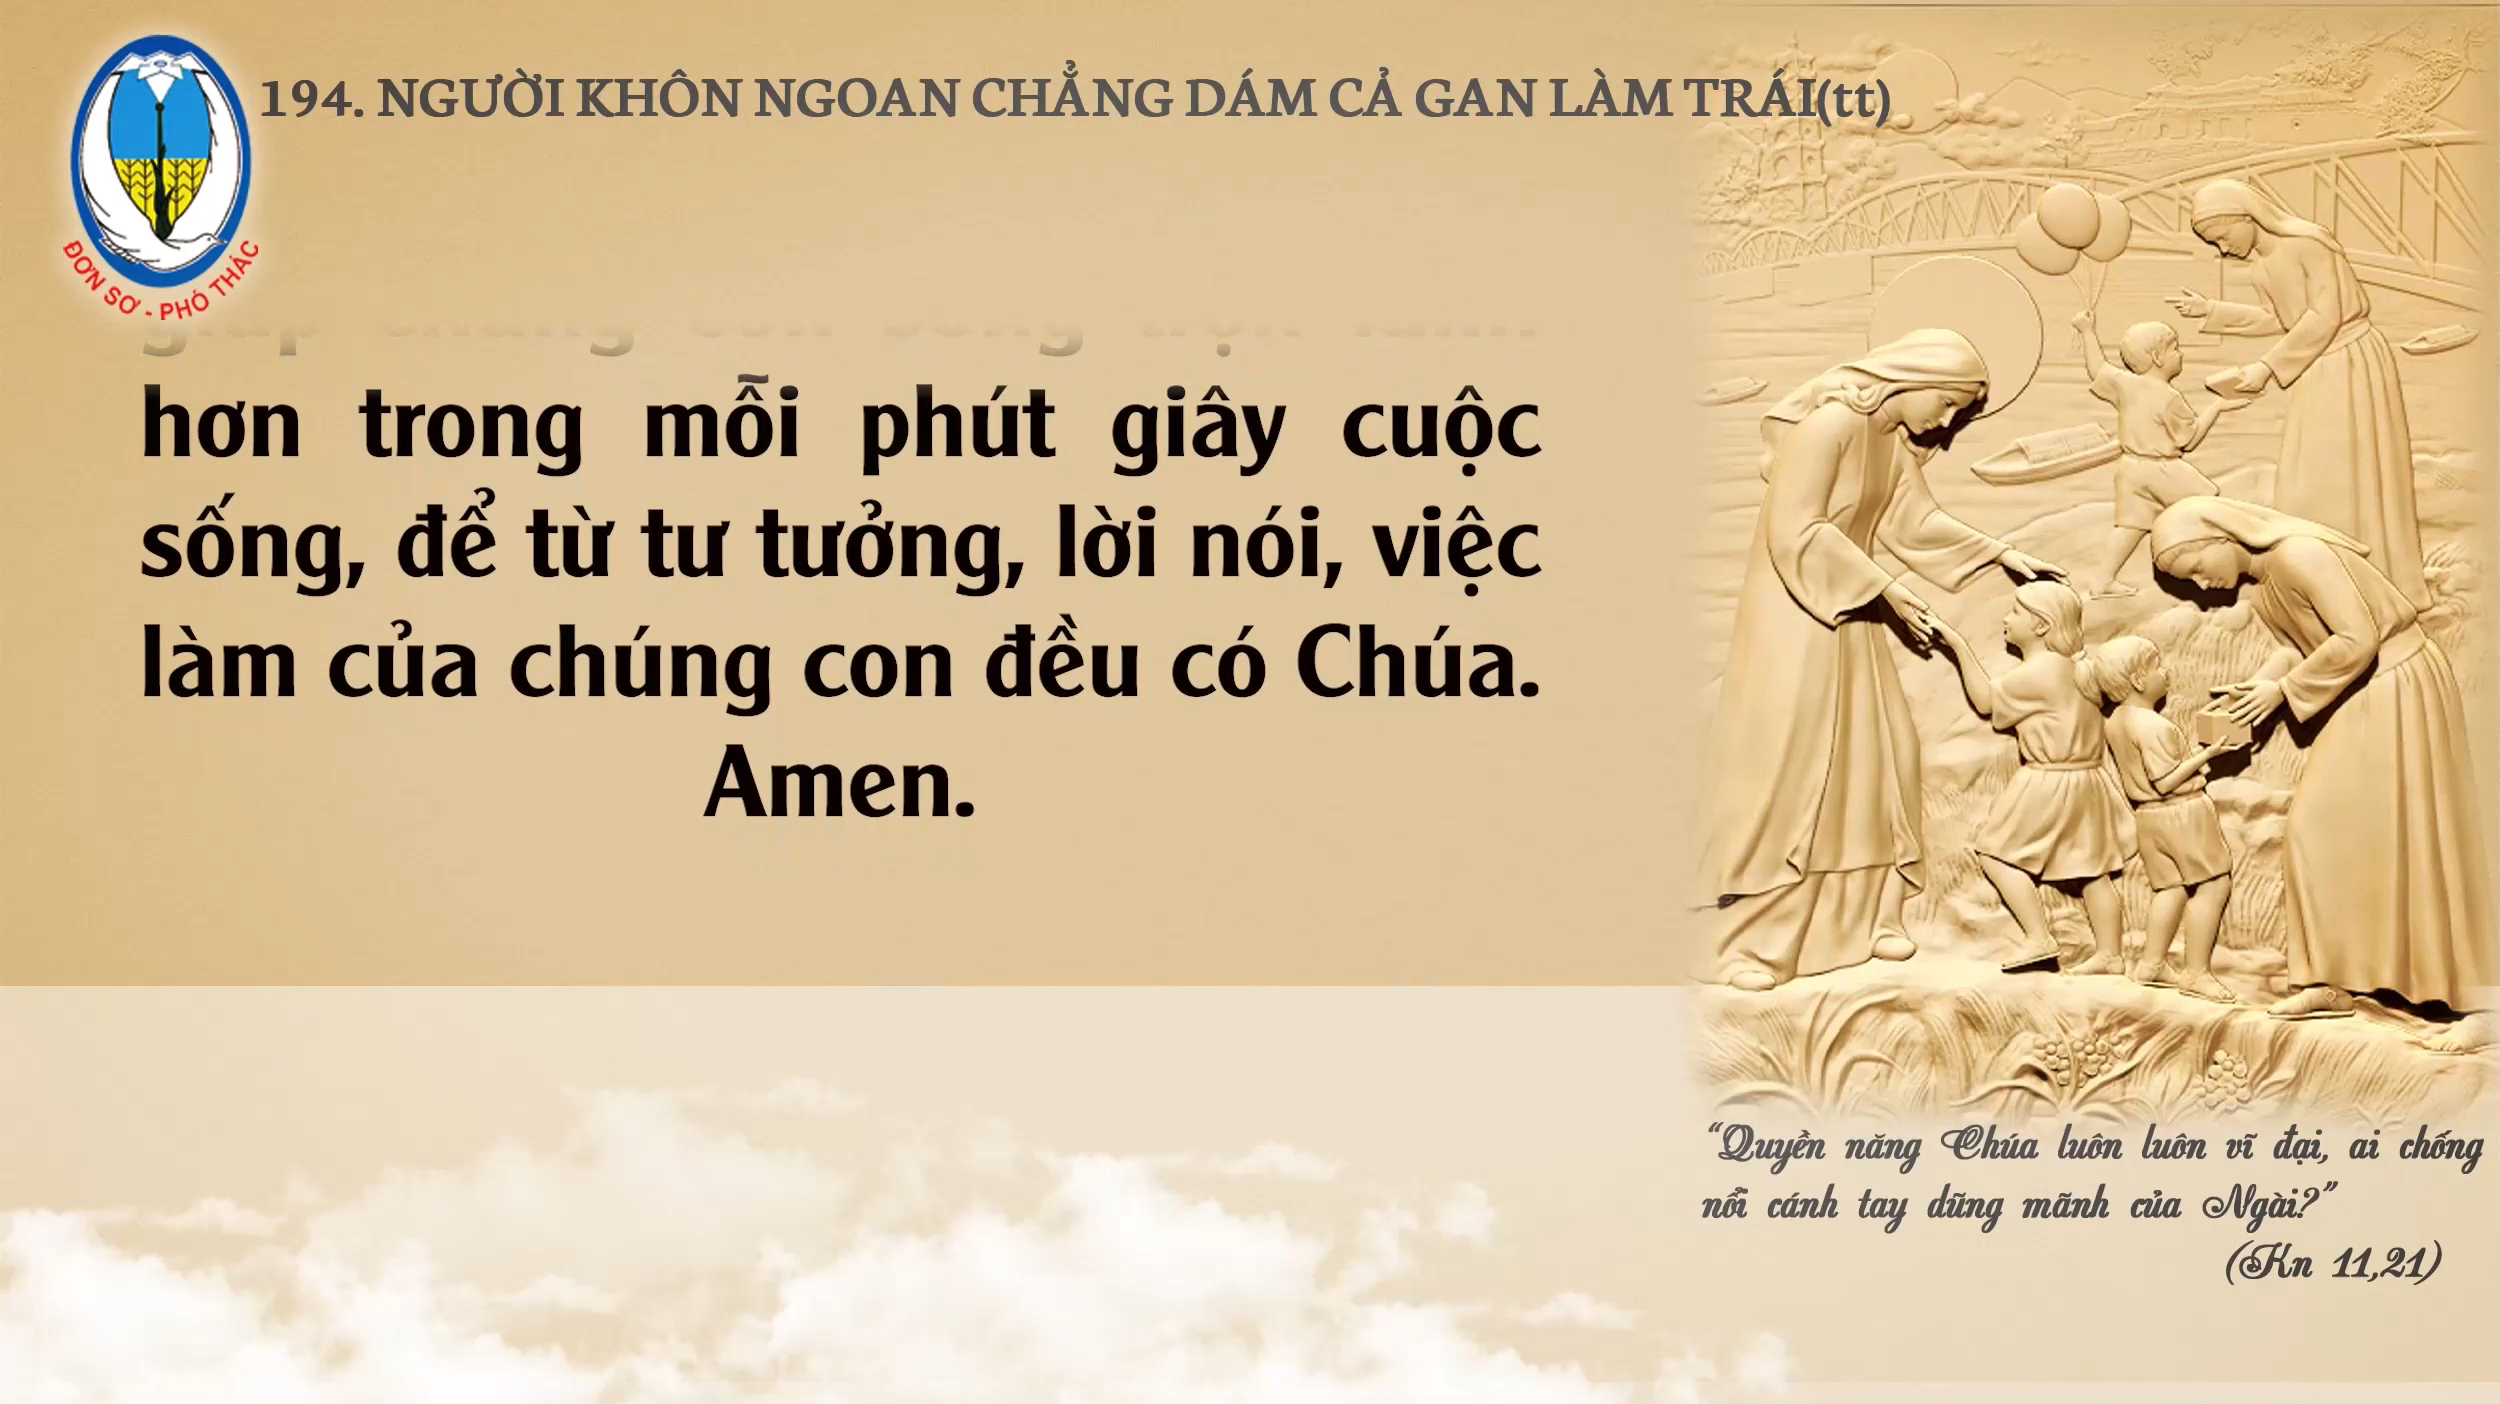 194. NGƯỜI KHÔN NGOAN CHẲNG DÁM CẢ GAN LÀM TRÁI(tt)
ĐƠN SƠ - PHÓ THÁC
hơn trong mỗi phút giây cuộc
sống, để từ tư tưởng, lời nói, việc
làm của chúng con đều có Chúa.
Amen.
“Quyền năng Chúa luôn luôn vĩ đại, ai chống
nổi cánh tay dũng mãnh của Ngài?”
(Kn 11,21)